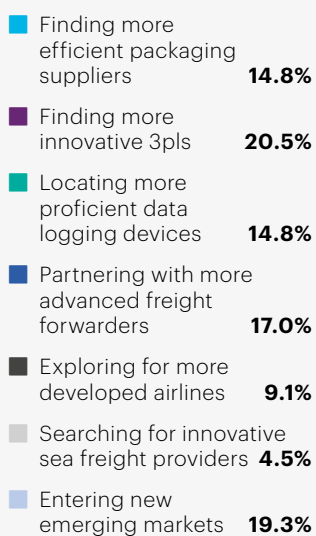 Finding more
efficient packaging
suppliers 14.8%
Finding more
innovative 3pls 20.5%
Locating more
proficient data
logging devices 14.8%
Partnering with more
advanced freight
forwarders 17.0%
Exploring for more
developed airlines 9.1%
Searching for innovative
sea freight providers 4.5%
Entering new
emerging markets 19.3%